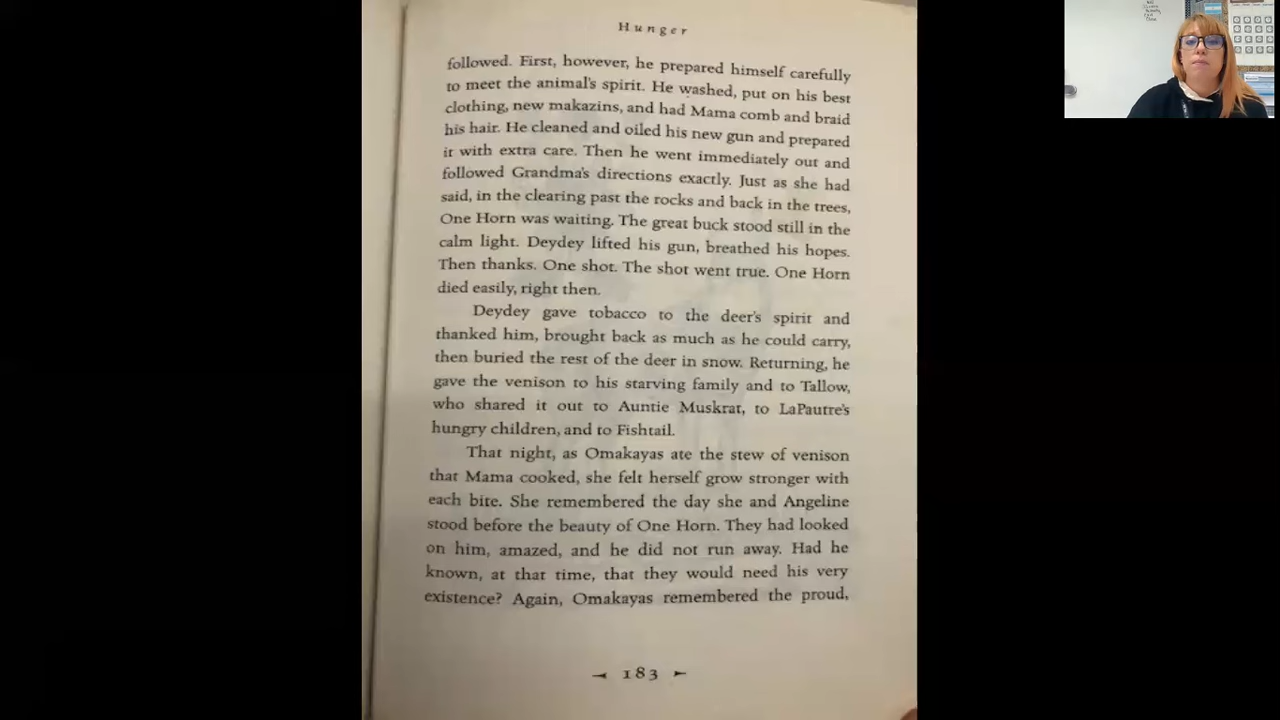 Hunger
followed. First, however, he prepared himself carefully
to meet the animal's spirit. He washed, put on his best
clothing, new makazins, and had Mama comb and braid
his hair. He cleaned and oiled his new gun and prepared
it with extra care. Then he went immediately out and
followed Grandma's directions exactly. Just as she had
said, in the clearing past the rocks and back in the trees,
One Horn was waiting. The great buck stood still in the
calm light. Deydey lifted his gun, breathed his hopes.
Then thanks. One shot. The shot went true. One Horn
died easily, right then.
Deydey gave tobacco to the deer's spirit and
thanked him, brought back as much as he could carry,
then buried the rest of the deer in snow. Returning, he
gave the venison to his starving family and to Tallow,
who shared it out to Auntie Muskrat, to LaPautre's
hungry children, and to Fishtail.
That night, as Omakayas ate the stew of venison
that Mama cooked, she felt herself grow stronger with
each bite. She remembered the day she and Angeline
stood before the beauty of One Horn. They had looked
on him, amazed, and he did not run away. Had he
known, at that time, that they would need his very
existence? Again, Omakayas remembered the proud,
183